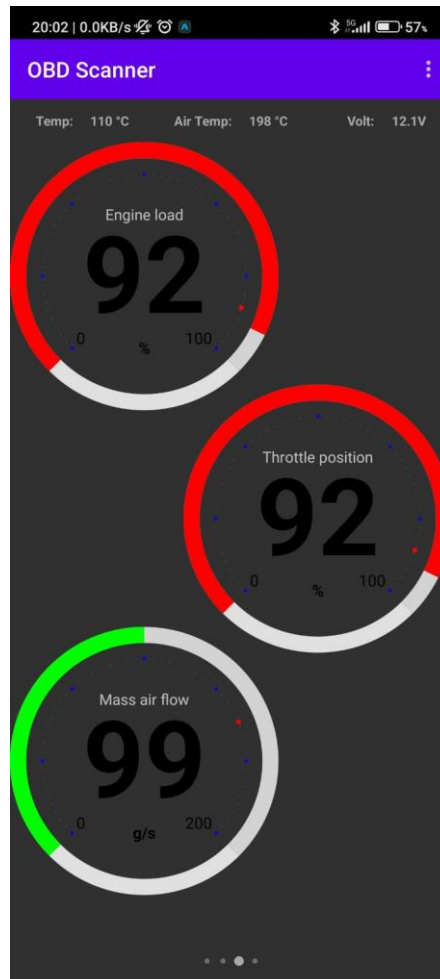 20:02 | 0.0KB/s 5G 57%
OBD Scanner
Temp: 110 °C Air Temp: 198 °C Volt: 12.1V
Engine load
92
0 % 100
Throttle position
92
0 % 100
Mass air flow
99
0 g/s 200